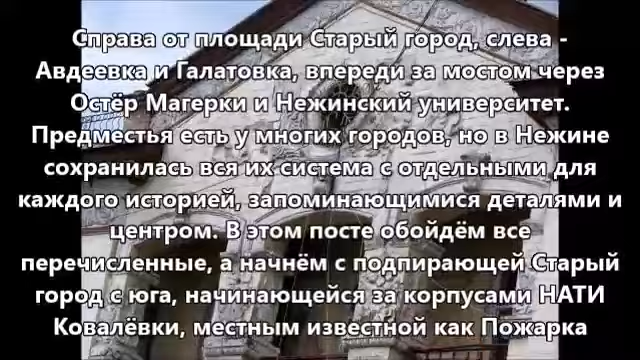 Справа от площади Старый город, слева -
Авдеевка и Галатовка, впереди за мостом через
Остёр Магерки и Нежинский университет.
Предместья есть у многих городов, но в Нежине
сохранилась вся их система с отдельными для
каждого историей, запоминающимися деталями и
центром. В этом посте обойдём все
перечисленные, а начнём с подпирающей Старый
город с юга, начинающейся за корпусами НАТИ
Ковалёвки, местным известной как Пожарка